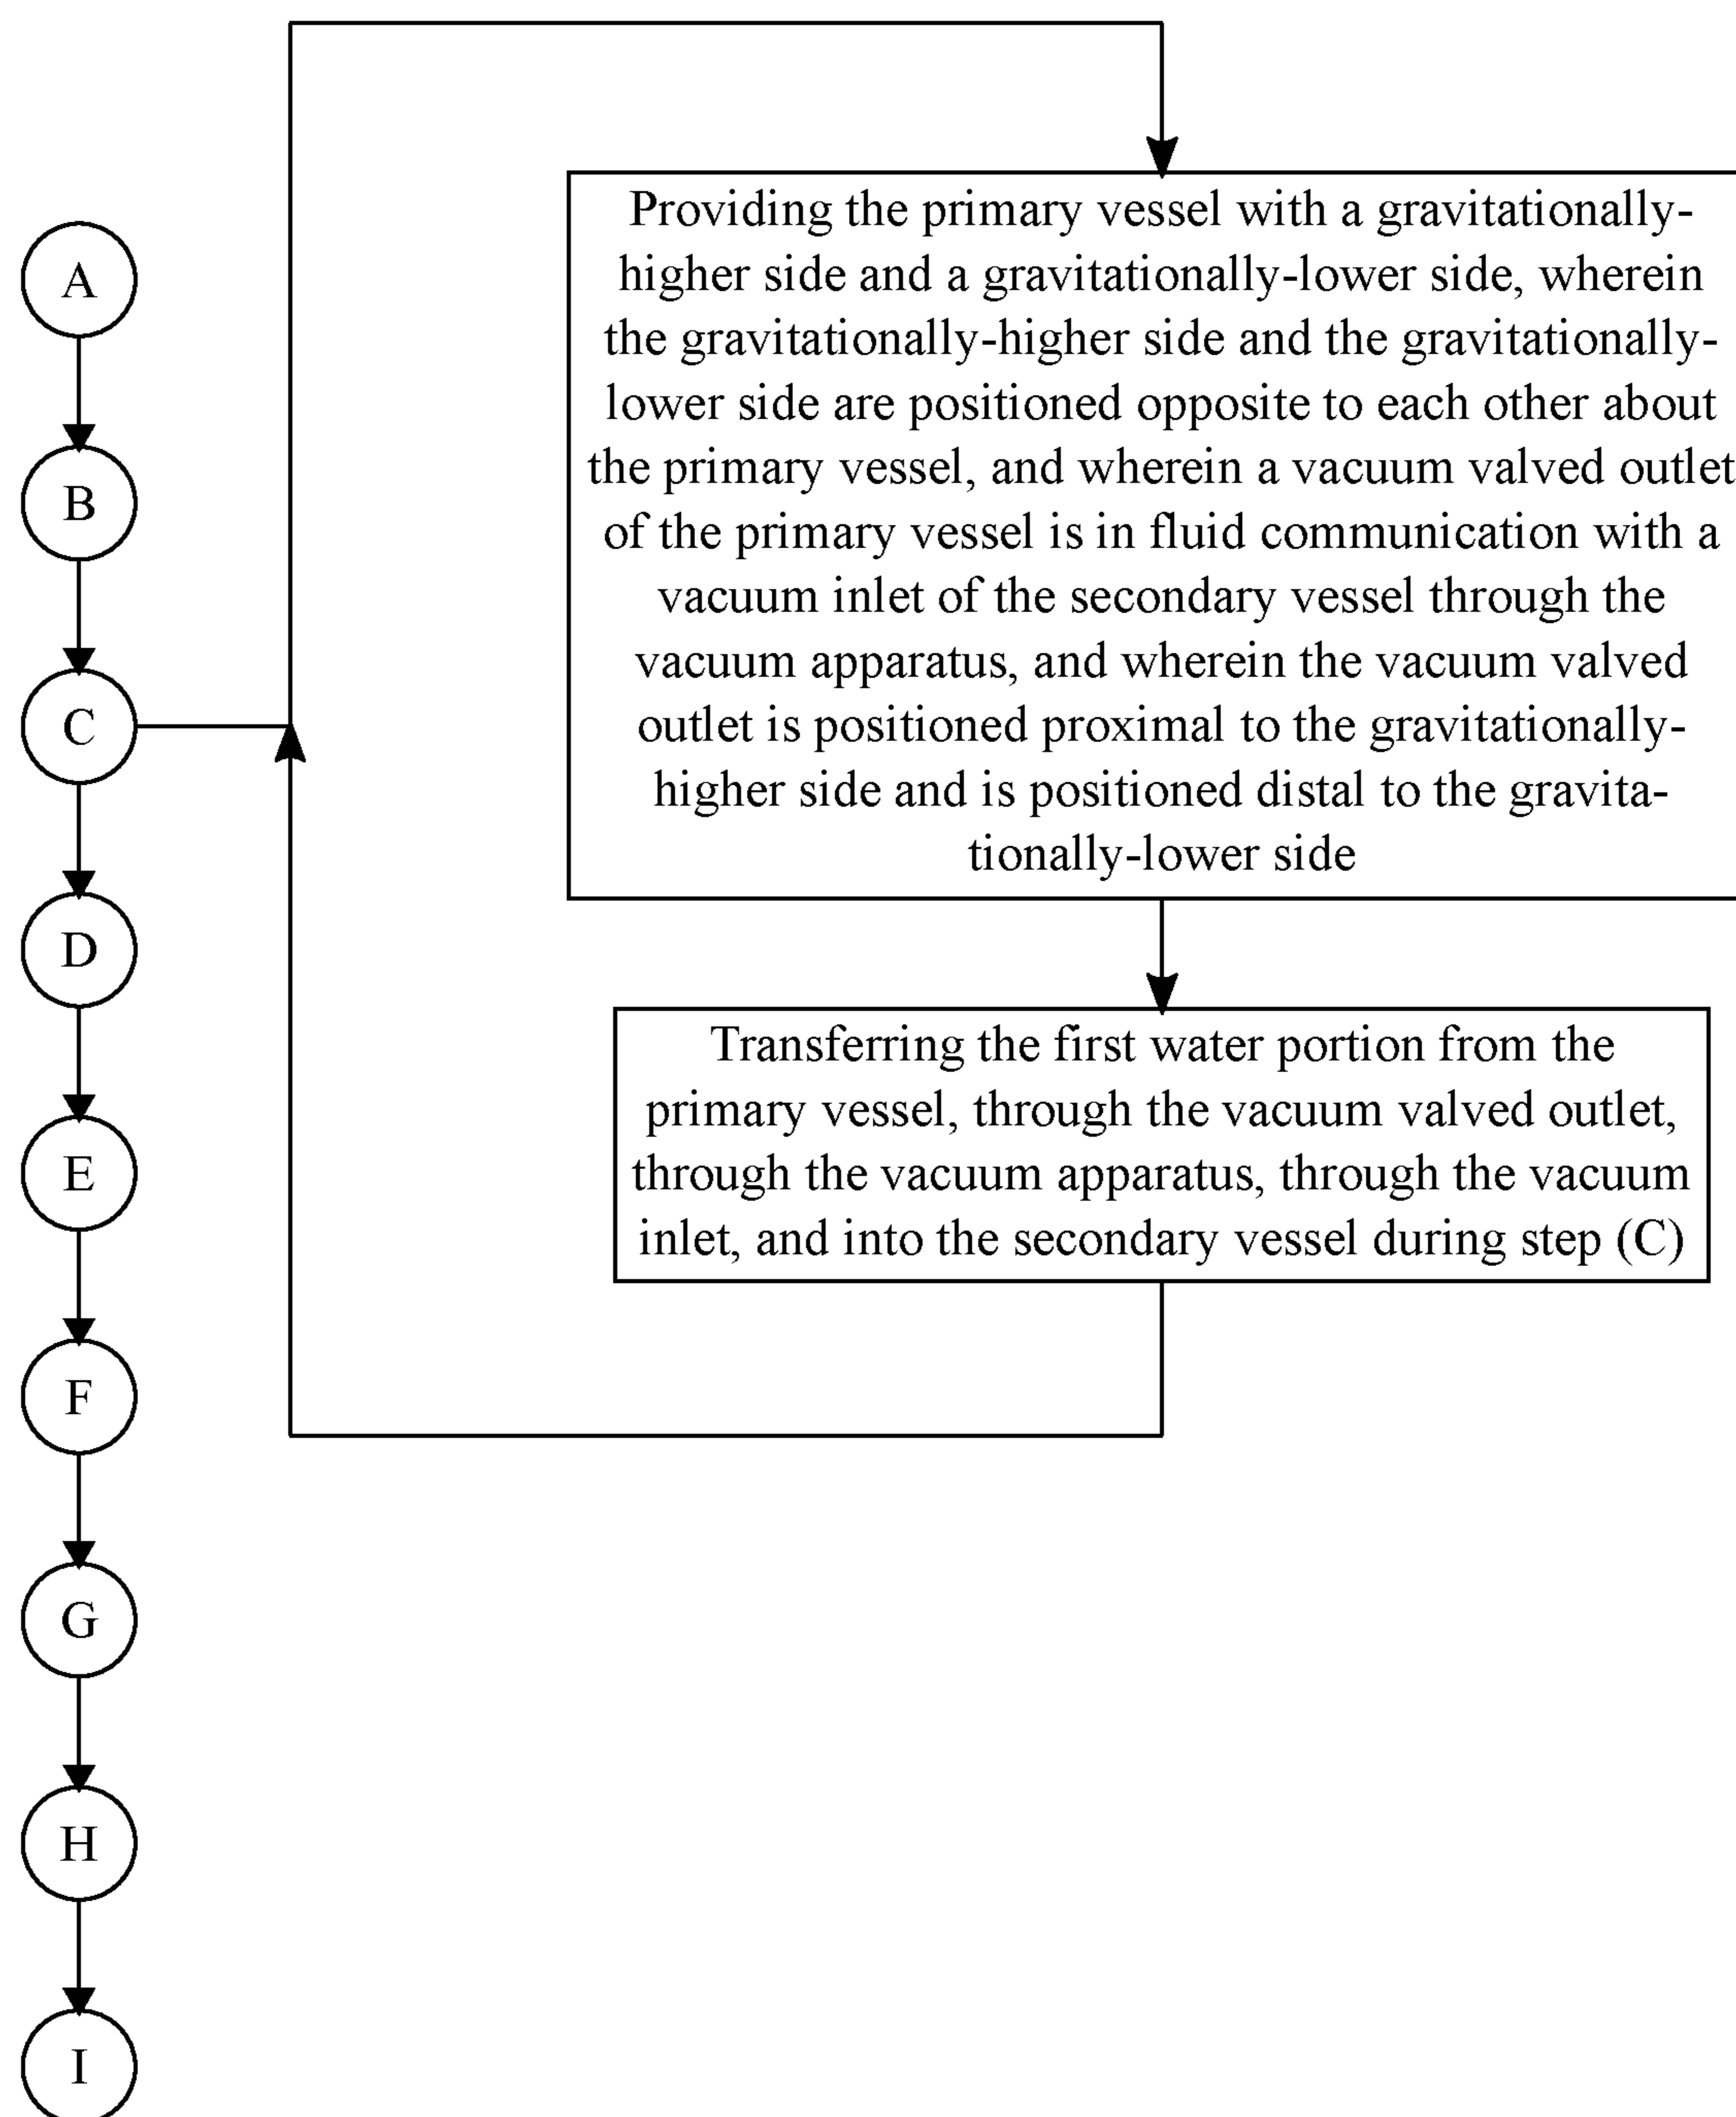 A
B
C
D
E
F
G
H
I
Providing the primary vessel with a gravitationally-
higher side and a gravitationally-lower side, wherein
the gravitationally-higher side and the gravitationally-
lower side are positioned opposite to each other about
the primary vessel, and wherein a vacuum valved outlet
of the primary vessel is in fluid communication with a
vacuum inlet of the secondary vessel through the
vacuum apparatus, and wherein the vacuum valved
outlet is positioned proximal to the gravitationally-
higher side and is positioned distal to the gravita-
tionally-lower side
Transferring the first water portion from the
primary vessel, through the vacuum valved outlet,
through the vacuum apparatus, through the vacuum
inlet, and into the secondary vessel during step (C)